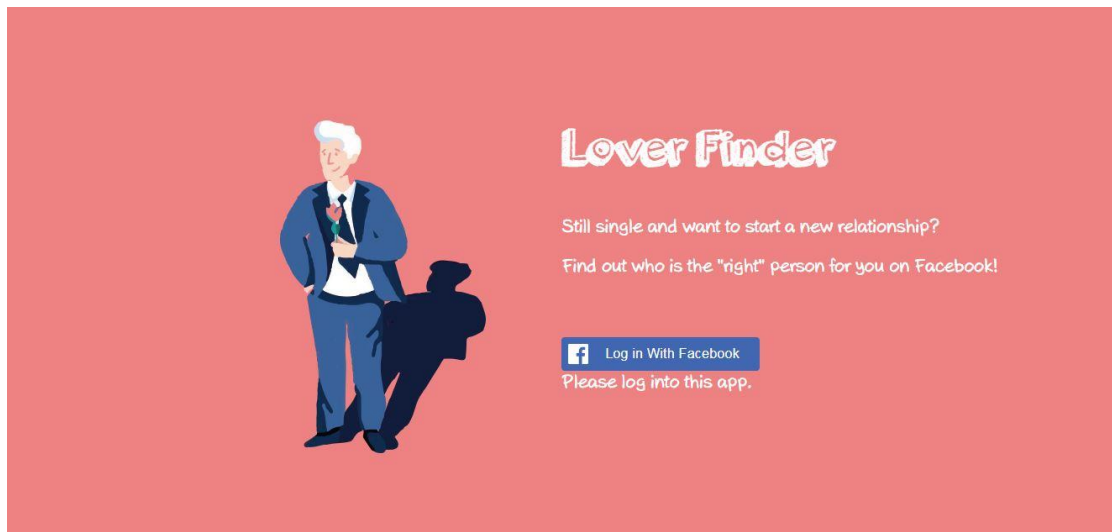 Lover Finder
Still single and want to start a new relationship?
Find out who is the "right" person for you on Facebook!
Log in With Facebook
Please log into this app.